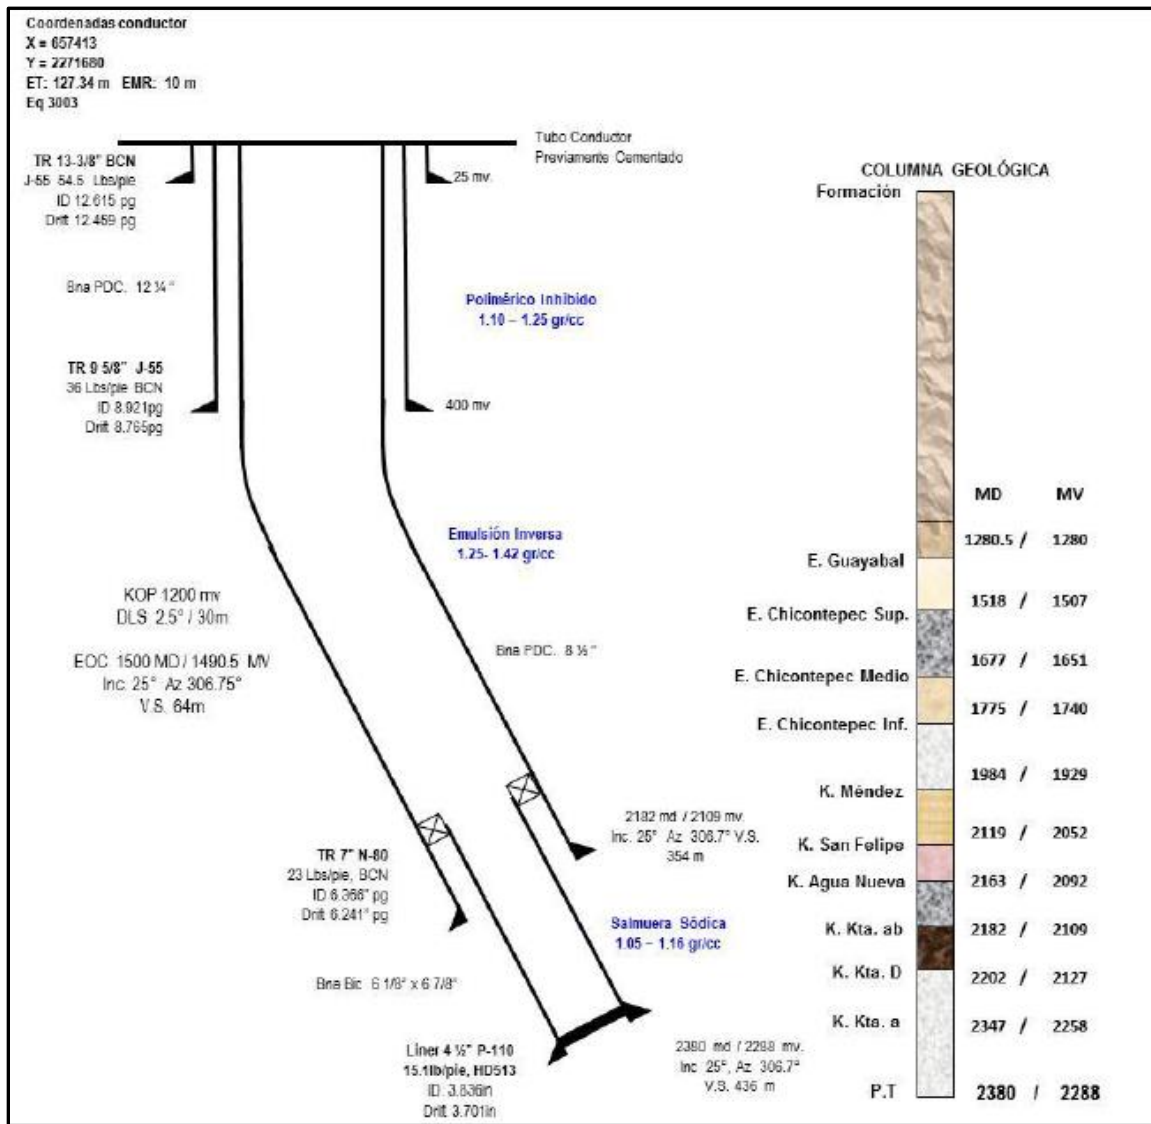 Coordenadas conductor
X = 657413
Y = 2271680
ET: 127.34 m EMR: 10 m
Eq 3003
Tubo Conductor
Previamente Cementado
TR 13-3/8" BCN
J-55 54.5 Lbs/pie
ID 12.615 pg
Drift 12.459 pg
25 mv.
Bna PDC. 12 ¼"
Polimérico Inhibido
1.10 – 1.25 gr/cc
TR 9 5/8" J-55
36 Lbs/pie BCN
ID 8.921pg
Drift 8.765pg
400 mv
Emulsión Inversa
1.25- 1.42 gr/cc
KOP 1200 mv
DLS 2.5° / 30m
EOC 1500 MD / 1490.5 MV
Inc. 25° Az 306.75°
V.S. 64m
Bna PDC. 8 ½"
2182 md / 2109 mv.
Inc. 25° Az 306.7° V.S.
354 m
TR 7" N-80
23 Lbs/pie, BCN
ID 6.366" pg
Drift 6.241" pg
Salmuera Sódica
1.05 – 1.16 gr/cc
Bna Bic 6 1/8" x 6 7/8"
Liner 4 ½" P-110
15.1lb/pie, HD513
ID: 3.836in
Drift 3.701in
2380 md / 2288 mv.
Inc 25°, Az 306.7°
V.S. 436 m
COLUMNA GEOLÓGICA
Formación
MD MV
1280.5 / 1280
E. Guayabal
1518 / 1507
E. Chicontepec Sup.
1677 / 1651
E. Chicontepec Medio
1775 / 1740
E. Chicontepec Inf.
1984 / 1929
K. Méndez
2119 / 2052
K. San Felipe
K. Agua Nueva 2163 / 2092
K. Kta. ab 2182 / 2109
K. Kta. D 2202 / 2127
K. Kta. a 2347 / 2258
P.T 2380 / 2288